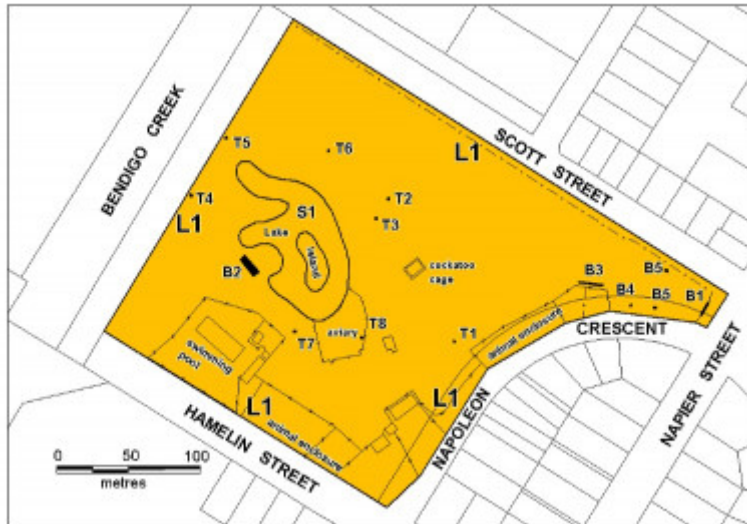 BENDIGO CREEK
SCOTT STREET
L1
T5
T6
T4
L1
S1
Lake
island
T2
T3
B2
cockatoo
cage
B3
B5
B4
B5
B1
CRESCENT
aviary
T8
T7
T1
animal enclosure
swimming
pool
L1
L1
animal enclosure
NAPOLEON
NAPIER STREET
HAMELIN STREET
0 50 100
metres